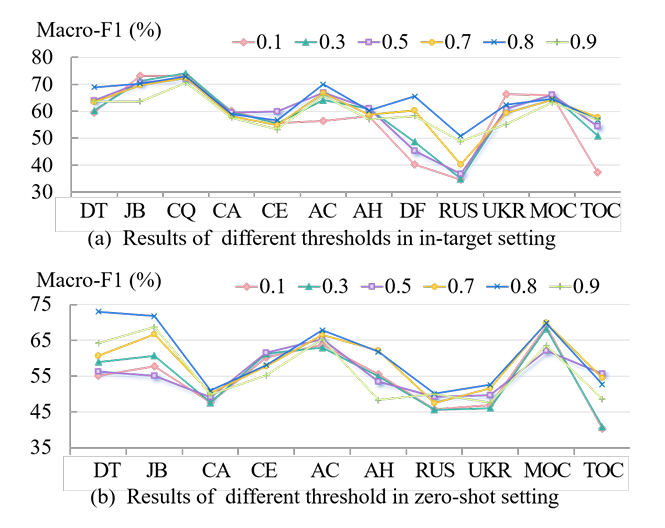 Macro-F1 (%)
0.1 0.3 0.5 0.7 0.8 0.9
80
70
60
50
40
30
DT JB CQ CA CE AC AH DF RUS UKR MOC TOC
(a) Results of different thresholds in in-target setting
Macro-F1 (%)
0.1 0.3 0.5 0.7 0.8 0.9
75
65
55
45
35
DT JB CA CE AC AH RUS UKR MOC TOC
(b) Results of different threshold in zero-shot setting